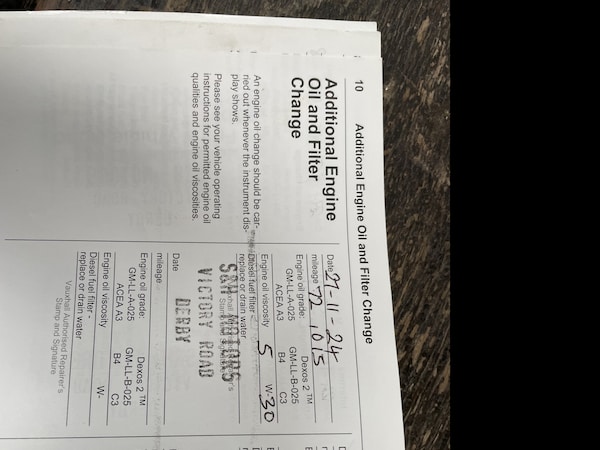 10 Additional Engine Oil and Filter Change
Additional Engine
Oil and Filter
Change
An engine oil change should be car-
ried out whenever the instrument dis-
play shows.
Please see your vehicle operating
instructions for permitted engine oil
qualities and engine oil viscosities.
Date 27-11-24
mileage 72,015
Engine oil grade: Dexos 2 TM
GM-LL-A-025 GM-LL-B-025
ACEA A3 B4 C3
Engine oil viscosity 5 W-30
Diesel fuel filter -
replace or drain water
S&H MOTORS
VICTORY ROAD
DERBY
Date
mileage
Engine oil grade: Dexos 2 TM
GM-LL-A-025 GM-LL-B-025
ACEA A3 B4 C3
Engine oil viscosity W-
Diesel fuel filter -
replace or drain water
Vauxhall Authorised Repairer's
Stamp and Signature